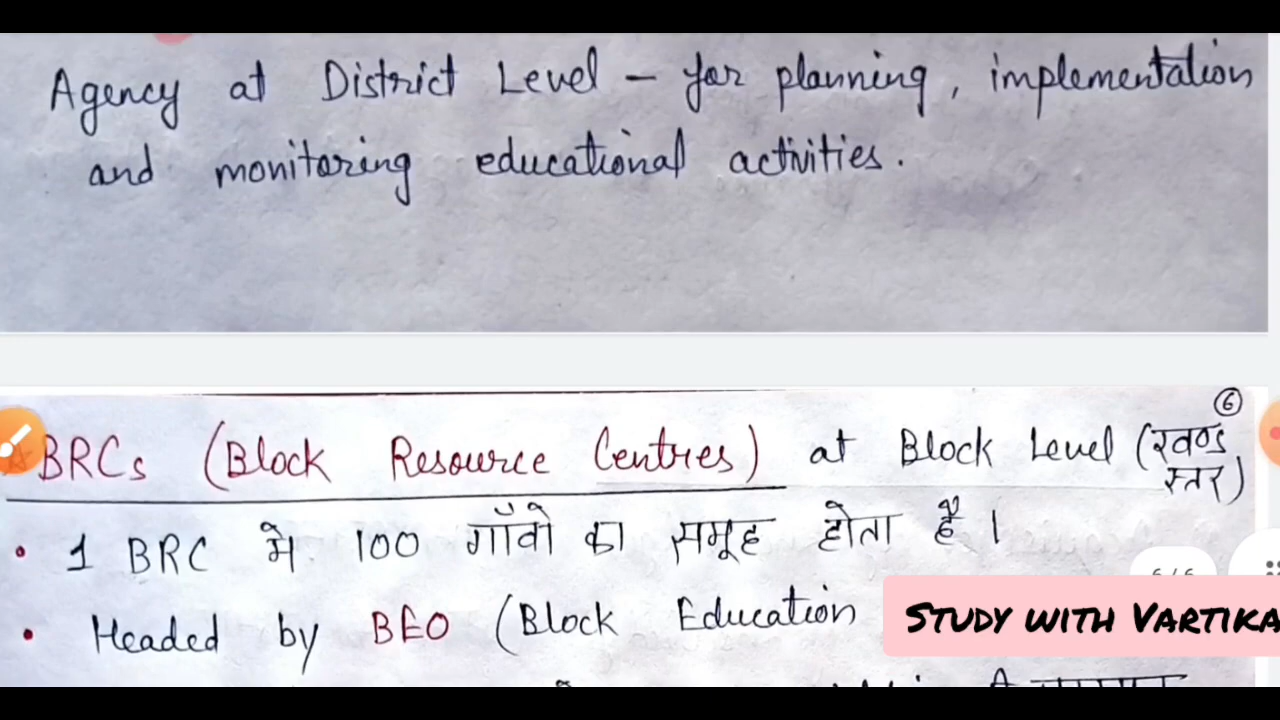 Agency at District Level - for planning, implementation
and monitoring educational activities.
6
BRCs (Block Resource Centres) at Block Level (खण्ड
स्तर)
• 1 BRC मे 100 गाँवो का समूह होता है।
• Headed by BEO (Block Education
STUDY WITH VARTIKA